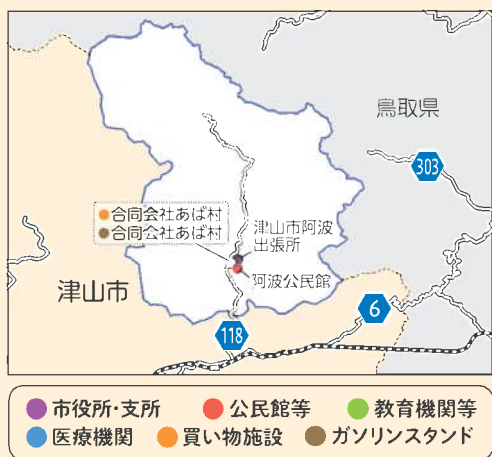 鳥取県
303
合同会社あば村
合同会社あば村
津山市阿波
出張所
阿波公民館
津山市
6
118
市役所・支所 公民館等 教育機関等
医療機関 買い物施設 ガソリンスタンド